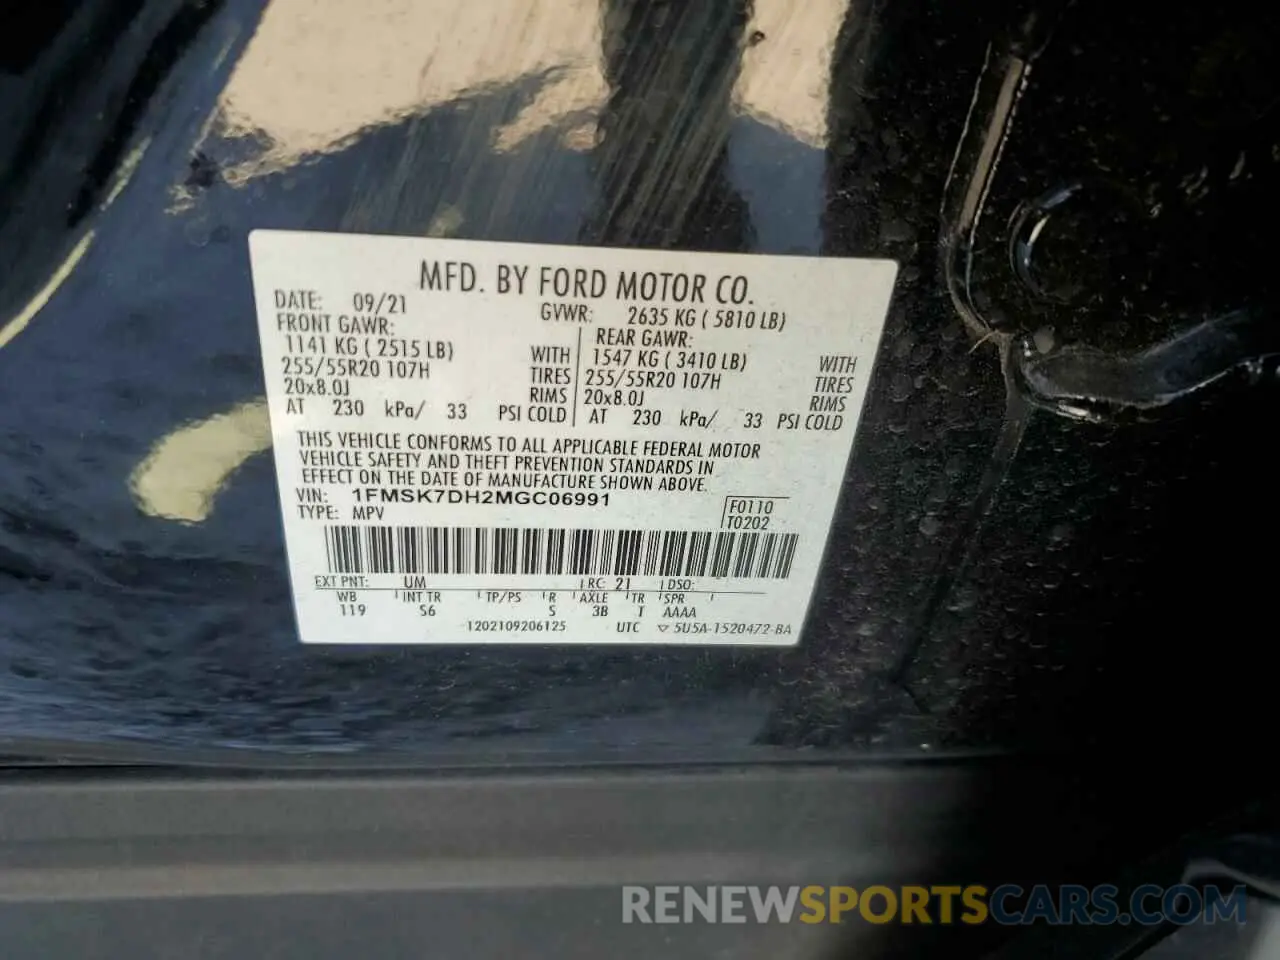 MFD. BY FORD MOTOR CO.
DATE: 09/21 GVWR: 2635 KG ( 5810 LB)
FRONT GAWR: REAR GAWR:
1141 KG ( 2515 LB) WITH 1547 KG ( 3410 LB) WITH
255/55R20 107H TIRES 255/55R20 107H TIRES
20x8.0J RIMS 20x8.0J RIMS
AT 230 kPa/ 33 PSI COLD AT 230 kPa/ 33 PSI COLD
THIS VEHICLE CONFORMS TO ALL APPLICABLE FEDERAL MOTOR
VEHICLE SAFETY AND THEFT PREVENTION STANDARDS IN
EFFECT ON THE DATE OF MANUFACTURE SHOWN ABOVE.
VIN: 1FMSK7DH2MGC06991 F0110
TYPE: MPV T0202
EXT PNT: UM RC: 21 DSO:
WB INT TR TP/PS R AXLE TR SPR
119 S6 S 3B T AAAA
1202109206125 UTC ▽ 5U5A-1520472-BA
RENEWSPORTSCARS.COM